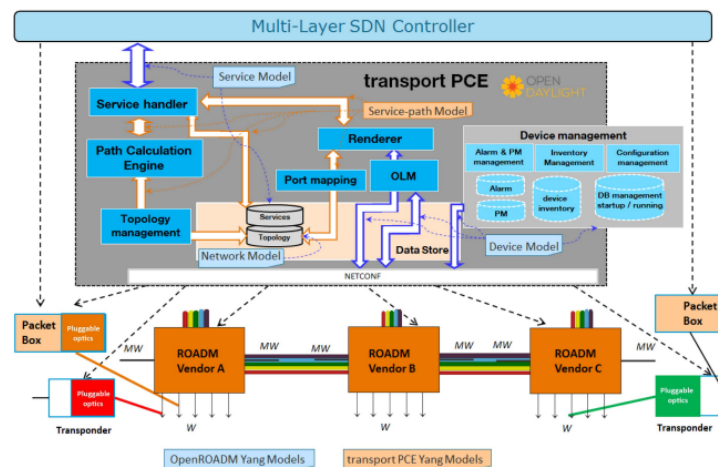 Multi-Layer SDN Controller
Service Model
transport PCE
OPEN
DAYLIGHT
Service handler
Service-path Model
Path Calculation
Engine
Renderer
Port mapping
OLM
Topology
management
Services
Topology
Network Model
Data Store
Device Model
Device management
Alarm & PM
management
Inventory
Management
Configuration
management
Alarm
PM
device
inventory
DB management
startup / running
NETCONF
Packet
Box
Pluggable
optics
Packet
Box
MW
ROADM
Vendor A
MW
MW
ROADM
Vendor B
MW
MW
ROADM
Vendor C
MW
Pluggable
optics
Transponder
W
W
W
Pluggable
optics
Transponder
OpenROADM Yang Models
transport PCE Yang Models